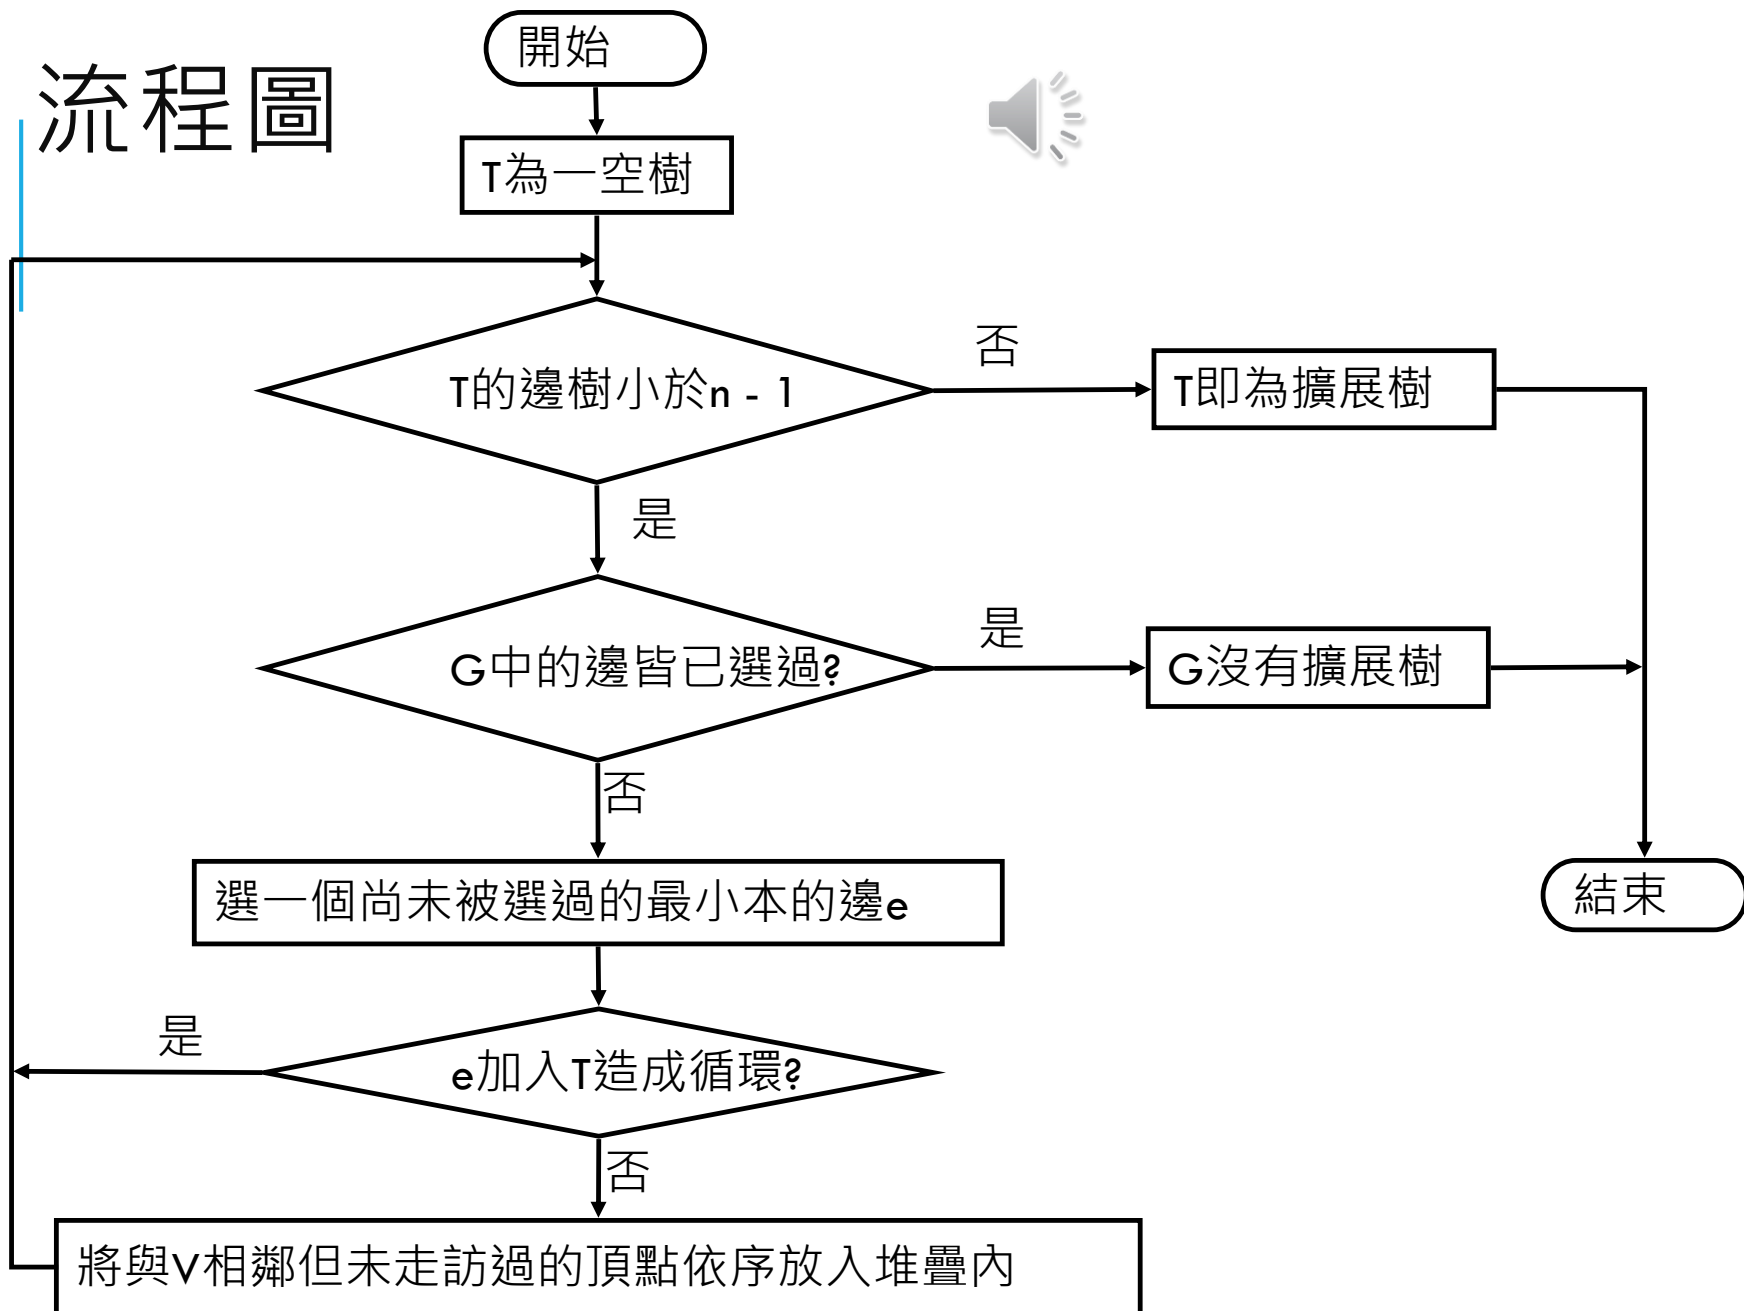 流程圖
開始
T為一空樹
T的邊樹小於n - 1
否
T即為擴展樹
是
G中的邊皆已選過?
是
G沒有擴展樹
否
選一個尚未被選過的最小本的邊e
結束
是
e加入T造成循環?
否
將與V相鄰但未走訪過的頂點依序放入堆疊內